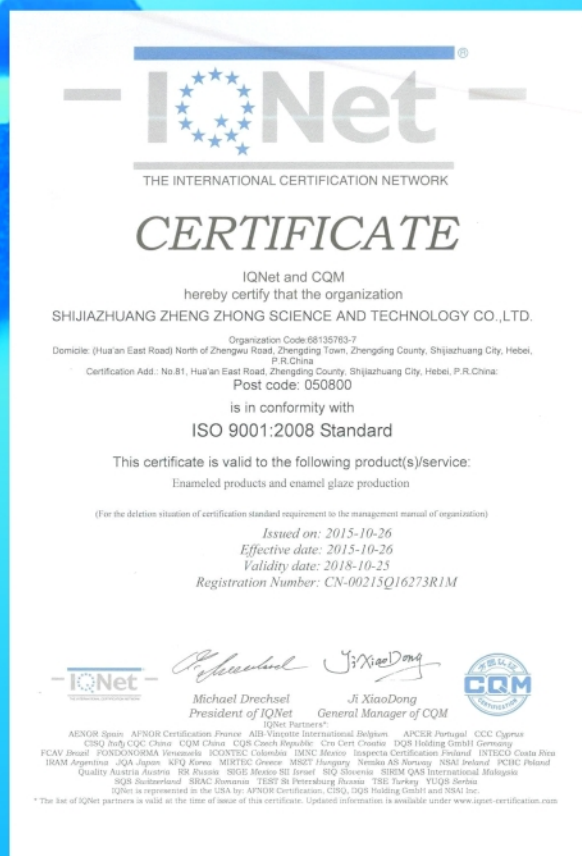 IQNet ®
THE INTERNATIONAL CERTIFICATION NETWORK
CERTIFICATE
IQNet and CQM
hereby certify that the organization
SHIJIAZHUANG ZHENG ZHONG SCIENCE AND TECHNOLOGY CO.,LTD.
Organization Code:68135763-7
Domicile: (Hua'an East Road) North of Zhengwu Road, Zhengding Town, Zhengding County, Shijiazhuang City, Hebei,
P.R.China
Certification Add.: No.81, Hua'an East Road, Zhengding County, Shijiazhuang City, Hebei, P.R.China:
Post code: 050800
is in conformity with
ISO 9001:2008 Standard
This certificate is valid to the following product(s)/service:
Enameled products and enamel glaze production
(For the deletion situation of certification standard requirement to the management manual of organization)
Issued on: 2015-10-26
Effective date: 2015-10-26
Validity date: 2018-10-25
Registration Number: CN-00215Q16273R1M
IQNet
Ji XiaoDong
CQM
CERTIFICATION
Michael Drechsel Ji XiaoDong
President of IQNet General Manager of CQM
IQNet Partners*:
AENOR Spain AFNOR Certification France AIB-Vinçotte International Belgium APCER Portugal CCC Cyprus
CISQ Italy CQC China CQM China CQS Czech Republic Cro Cert Croatia DQS Holding GmbH Germany
FCAV Brazil FONDONORMA Venezuela ICONTEC Colombia IMNC Mexico Inspecta Certification Finland INTECO Costa Rica
IRAM Argentina JQA Japan KFQ Korea MIRTEC Greece MSZT Hungary Nemko AS Norway NSAI Ireland PCBC Poland
Quality Austria Austria RR Russia SIGE Mexico SII Israel SIQ Slovenia SIRIM QAS International Malaysia
SQS Switzerland SRAC Romania TEST St Petersburg Russia TSE Turkey YUQS Serbia
IQNet is represented in the USA by: AFNOR Certification, CISQ, DQS Holding GmbH and NSAI Inc.
* The list of IQNet partners is valid at the time of issue of this certificate. Updated information is available under www.iqnet-certification.com